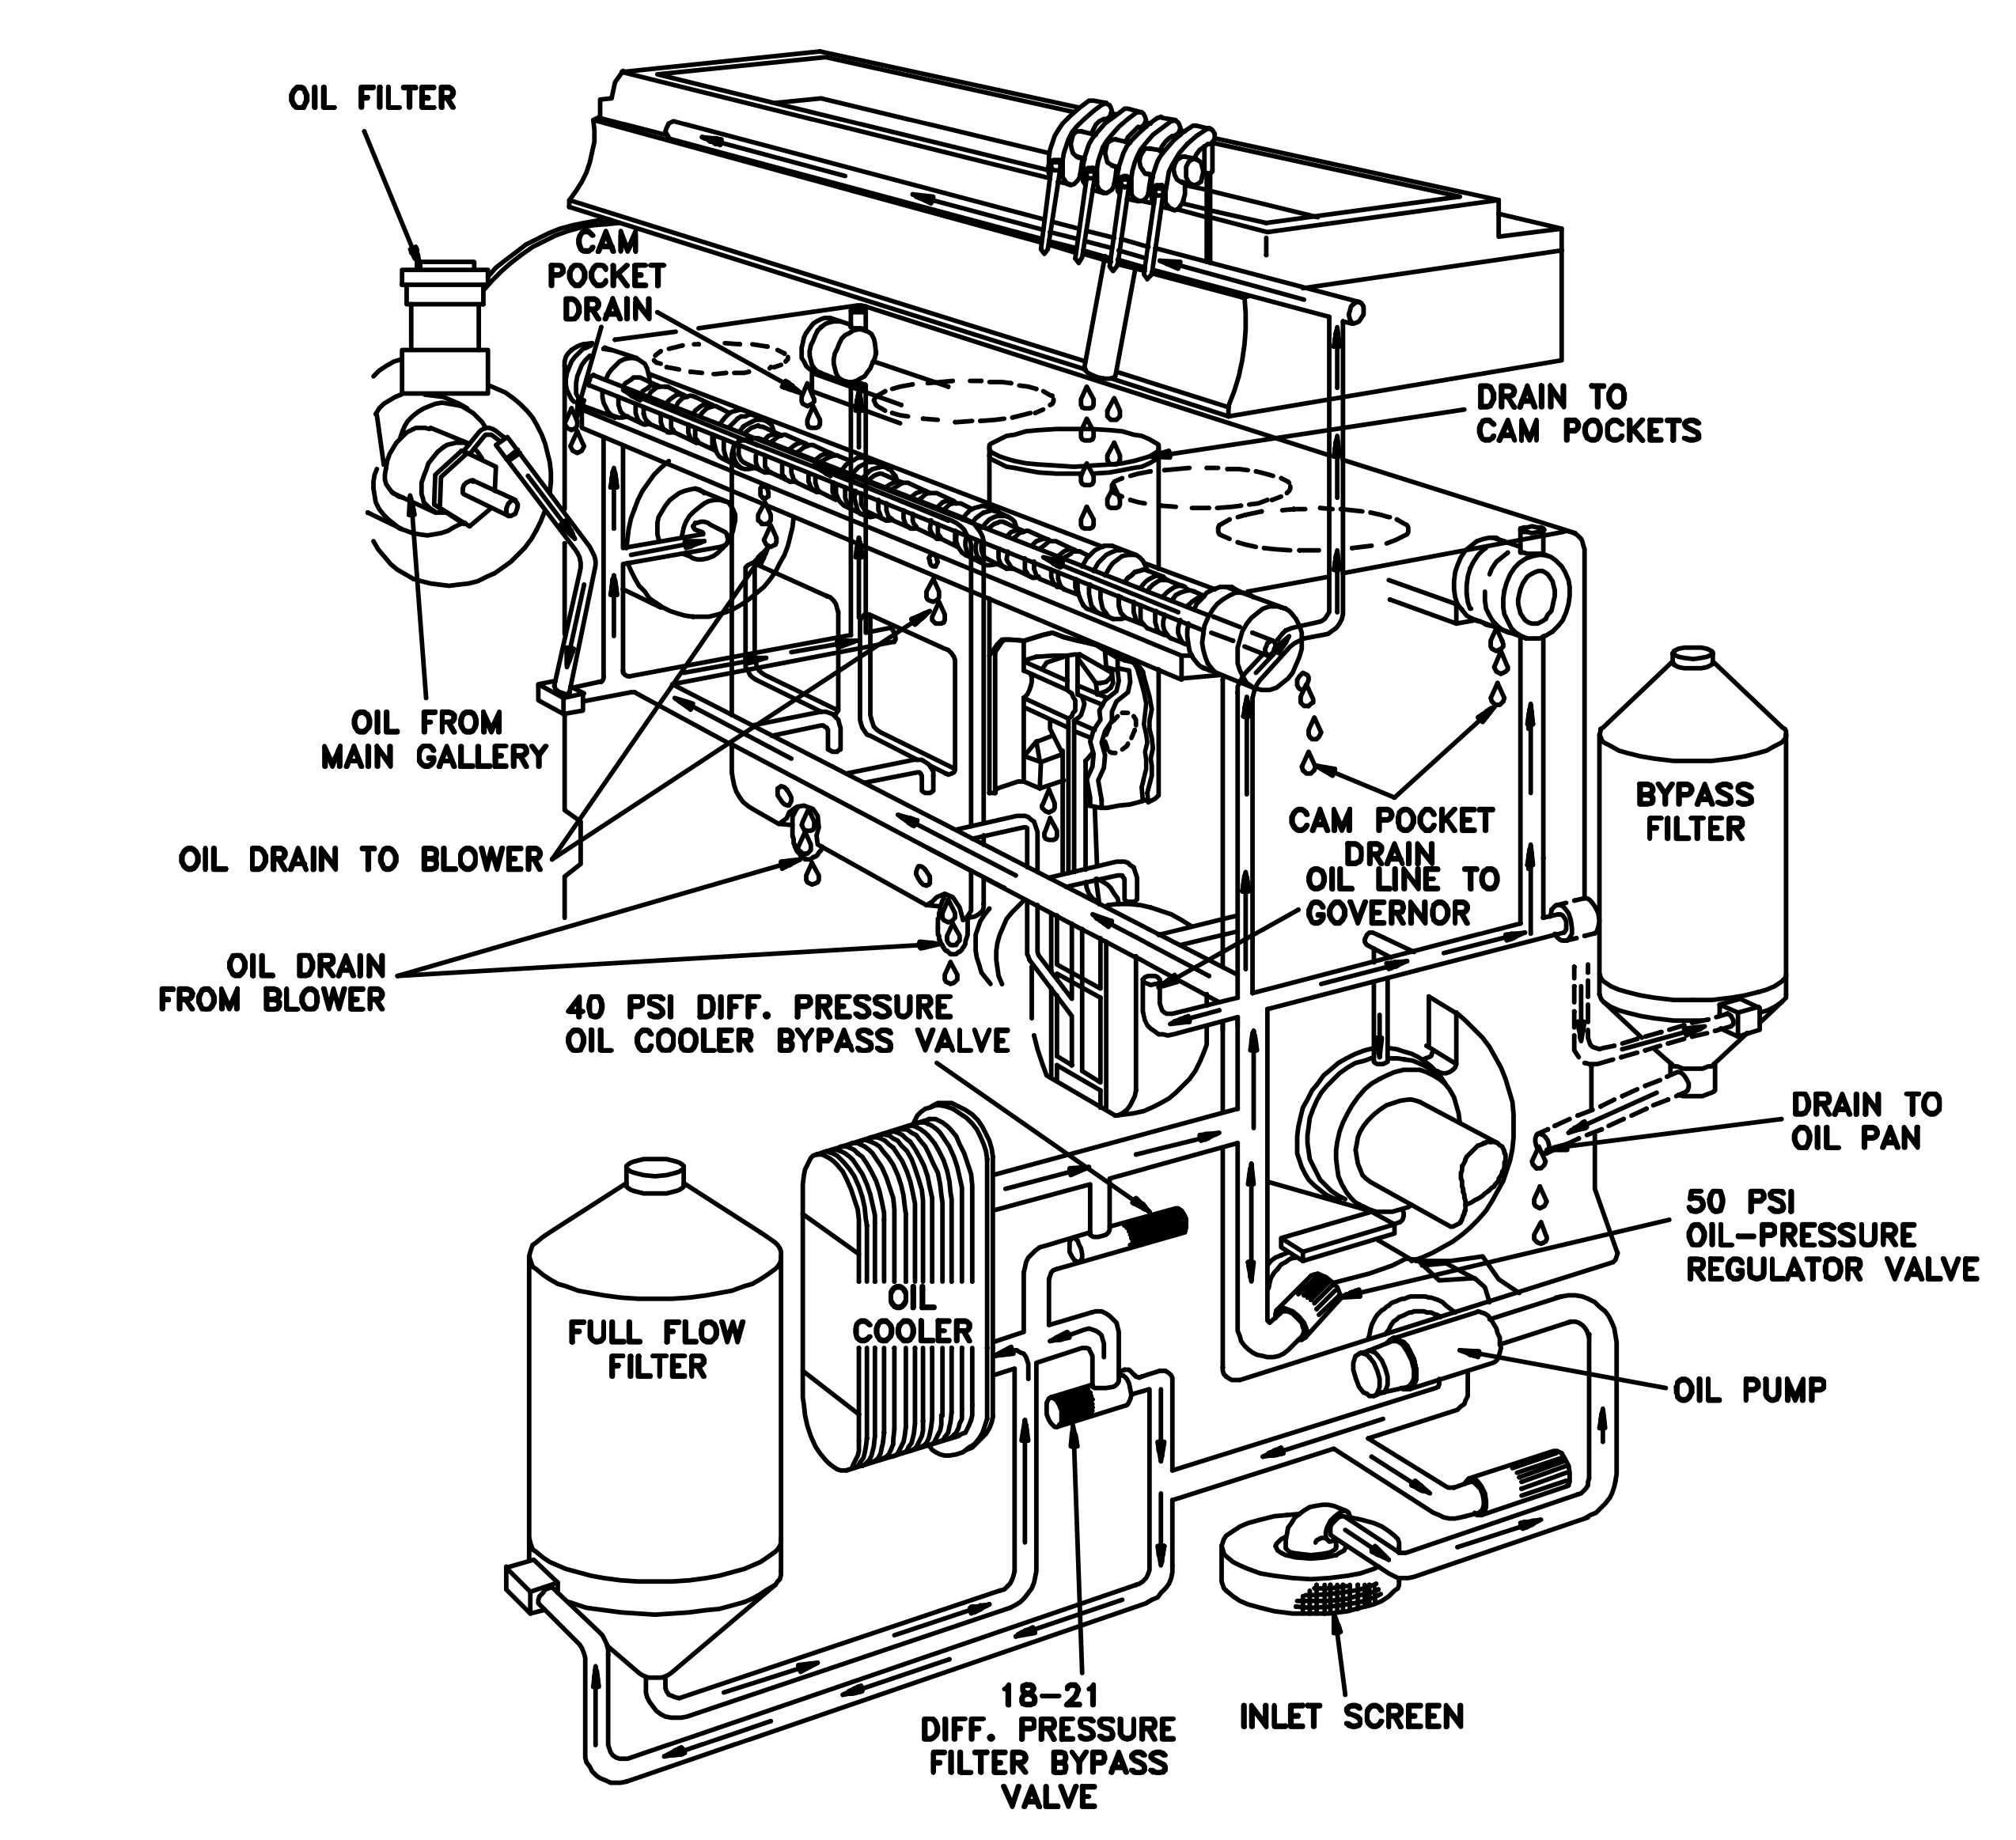 OIL FILTER
CAM
POCKET
DRAIN
DRAIN TO
CAM POCKETS
OIL FROM
MAIN GALLERY
BYPASS
FILTER
CAM POCKET
DRAIN
OIL LINE TO
GOVERNOR
OIL DRAIN TO BLOWER
OIL DRAIN
FROM BLOWER
40 PSI DIFF. PRESSURE
OIL COOLER BYPASS VALVE
DRAIN TO
OIL PAN
50 PSI
OIL-PRESSURE
REGULATOR VALVE
OIL
COOLER
FULL FLOW
FILTER
OIL PUMP
18-21
DIFF. PRESSURE
FILTER BYPASS
VALVE
INLET SCREEN